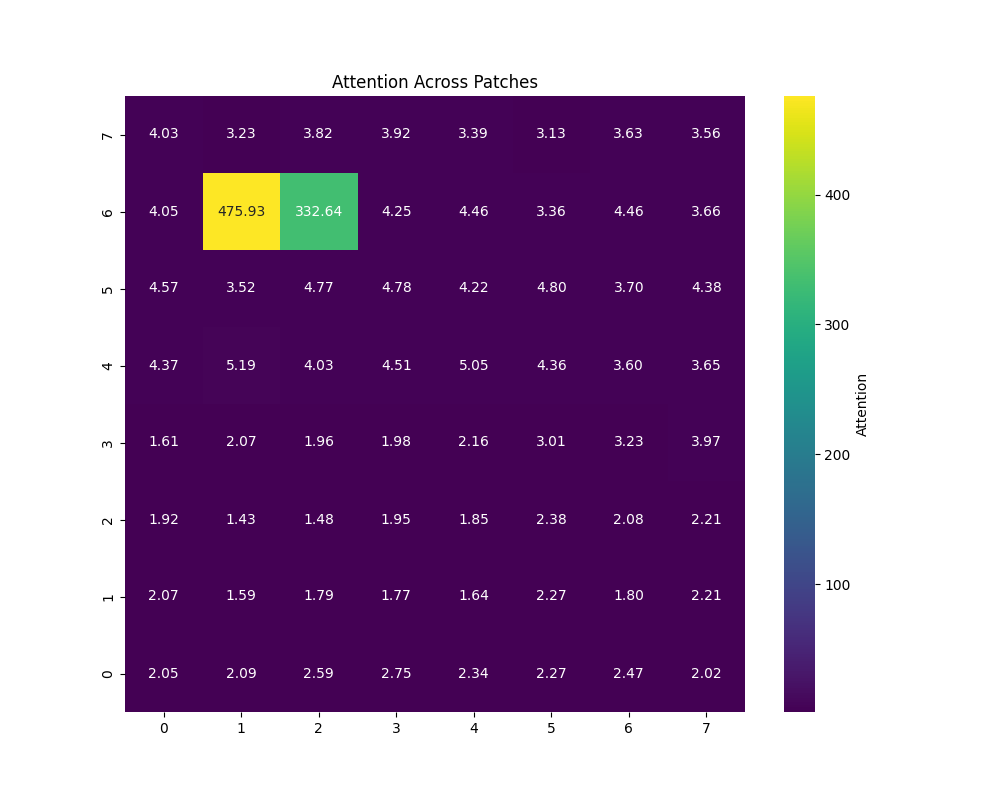 Attention Across Patches
7 4.03 3.23 3.82 3.92 3.39 3.13 3.63 3.56
6 4.05 475.93 332.64 4.25 4.46 3.36 4.46 3.66
5 4.57 3.52 4.77 4.78 4.22 4.80 3.70 4.38
4 4.37 5.19 4.03 4.51 5.05 4.36 3.60 3.65
3 1.61 2.07 1.96 1.98 2.16 3.01 3.23 3.97
2 1.92 1.43 1.48 1.95 1.85 2.38 2.08 2.21
1 2.07 1.59 1.79 1.77 1.64 2.27 1.80 2.21
0 2.05 2.09 2.59 2.75 2.34 2.27 2.47 2.02
0 1 2 3 4 5 6 7
400
300
200
100
Attention